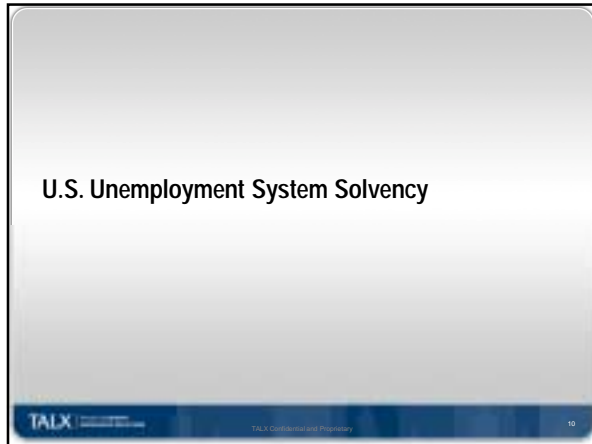 U.S. Unemployment System Solvency
TALX
TALX Confidential and Proprietary
10